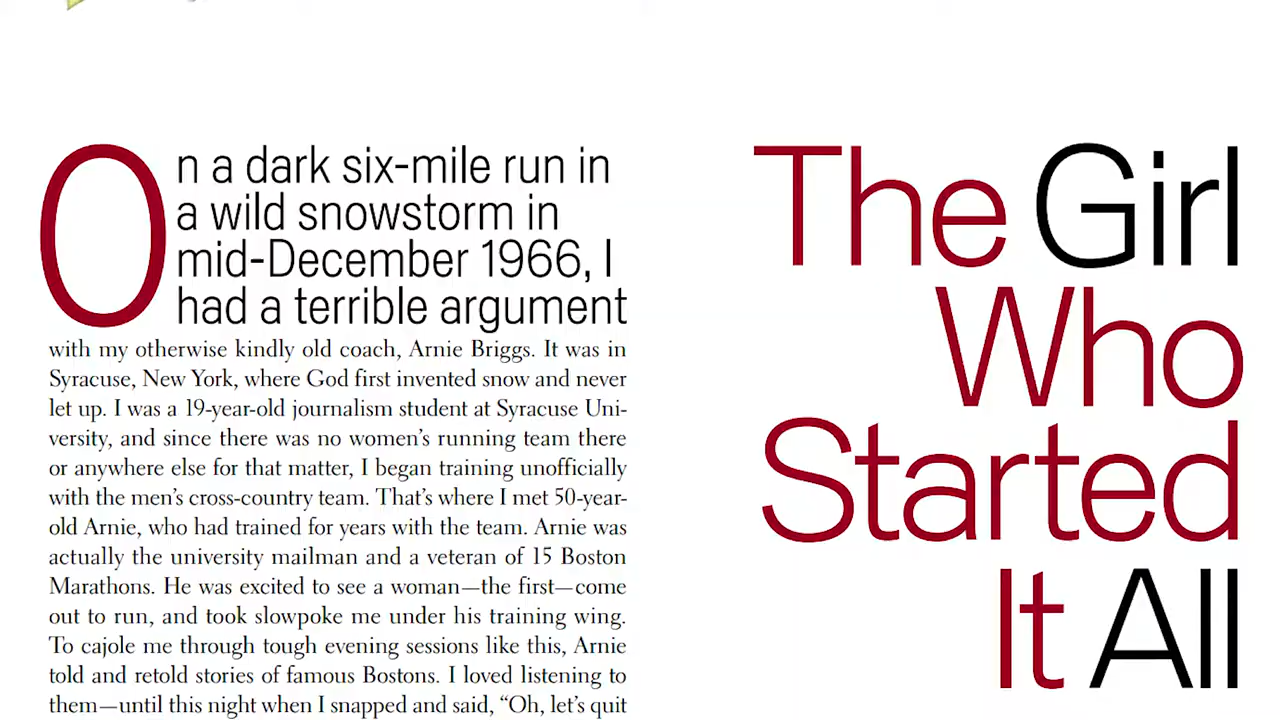 On a dark six-mile run in
a wild snowstorm in
mid-December 1966, I
had a terrible argument
with my otherwise kindly old coach, Arnie Briggs. It was in
Syracuse, New York, where God first invented snow and never
let up. I was a 19-year-old journalism student at Syracuse Uni-
versity, and since there was no women’s running team there
or anywhere else for that matter, I began training unofficially
with the men’s cross-country team. That’s where I met 50-year-
old Arnie, who had trained for years with the team. Arnie was
actually the university mailman and a veteran of 15 Boston
Marathons. He was excited to see a woman—the first—come
out to run, and took slowpoke me under his training wing.
To cajole me through tough evening sessions like this, Arnie
told and retold stories of famous Bostons. I loved listening to
them—until this night when I snapped and said, “Oh, let’s quit
The Girl
Who
Started
It All